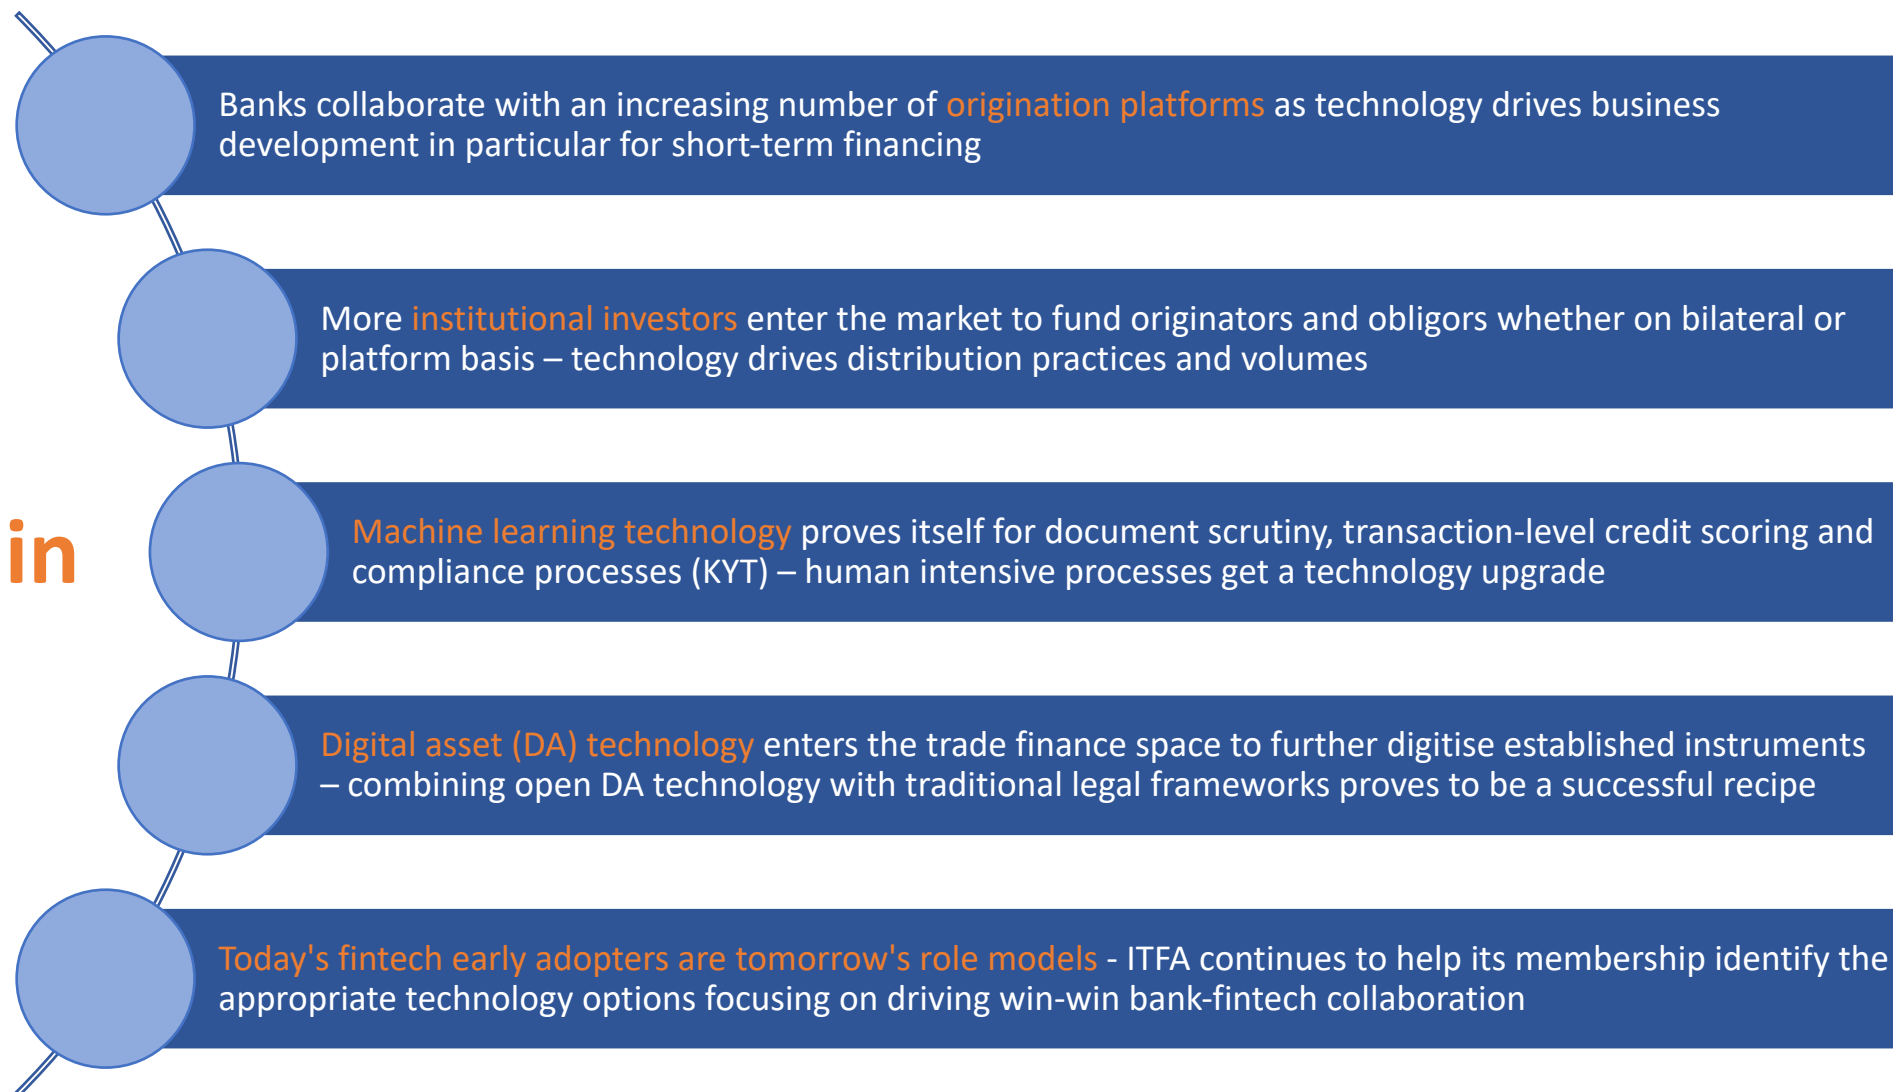 Banks collaborate with an increasing number of origination platforms as technology drives business
development in particular for short-term financing
More institutional investors enter the market to fund originators and obligors whether on bilateral or
platform basis – technology drives distribution practices and volumes
in
Machine learning technology proves itself for document scrutiny, transaction-level credit scoring and
compliance processes (KYT) – human intensive processes get a technology upgrade
Digital asset (DA) technology enters the trade finance space to further digitise established instruments
– combining open DA technology with traditional legal frameworks proves to be a successful recipe
Today's fintech early adopters are tomorrow's role models - ITFA continues to help its membership identify the
appropriate technology options focusing on driving win-win bank-fintech collaboration